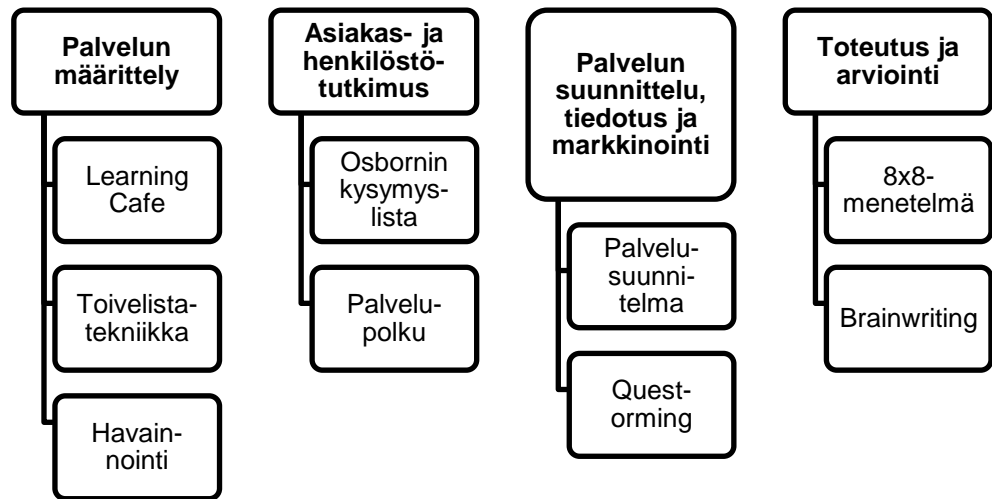 Palvelun
määrittely
Learning
Cafe
Toivelista-
tekniikka
Havain-
nointi
Asiakas- ja
henkilöstö-
tutkimus
Osbornin
kysymys-
lista
Palvelu-
polku
Palvelun
suunnittelu,
tiedotus ja
markkinointi
Palvelu-
suunni-
telma
Quest-
orming
Toteutus ja
arviointi
8x8-
menetelmä
Brainwriting